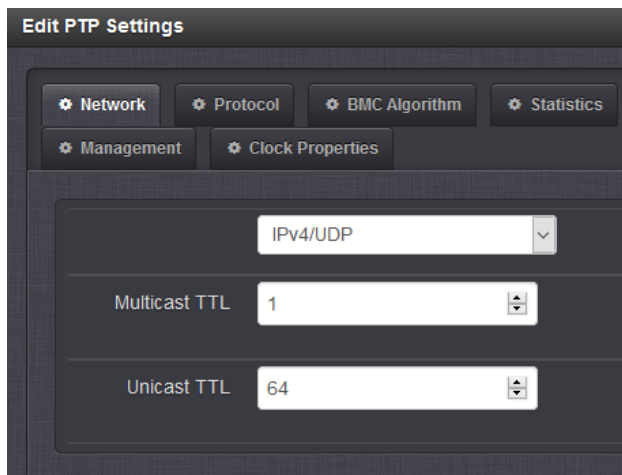 Edit PTP Settings
Network Protocol BMC Algorithm Statistics
Management Clock Properties
IPv4/UDP
Multicast TTL 1
Unicast TTL 64